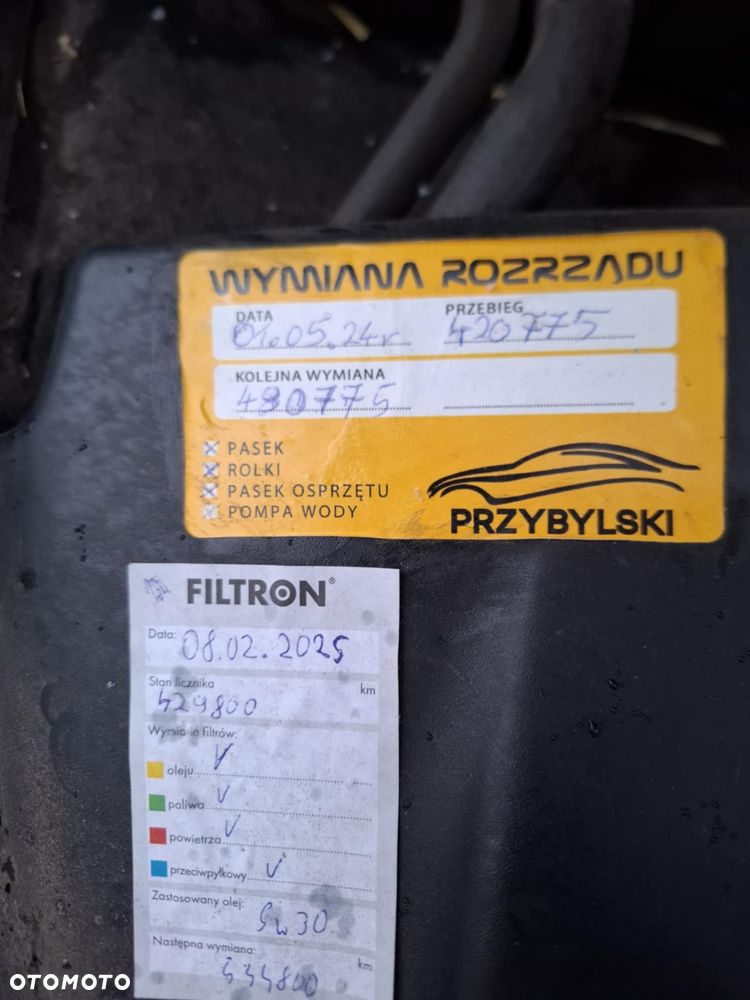 WYMIANA ROZRZĄDU
DATA PRZEBIEG
01.05.24r 420775
KOLEJNA WYMIANA
480775
PASEK
ROLKI
PASEK OSPRZĘTU
POMPA WODY
PRZYBYLSKI
FILTRON®
Data: 08.02.2025
Stan licznika km
429800
Wymiana filtrów:
oleju V
paliwa V
powietrza V
przeciwpyłkowy V
Zastosowany olej:
5w30
Następna wymiana: km
OTOMOTO